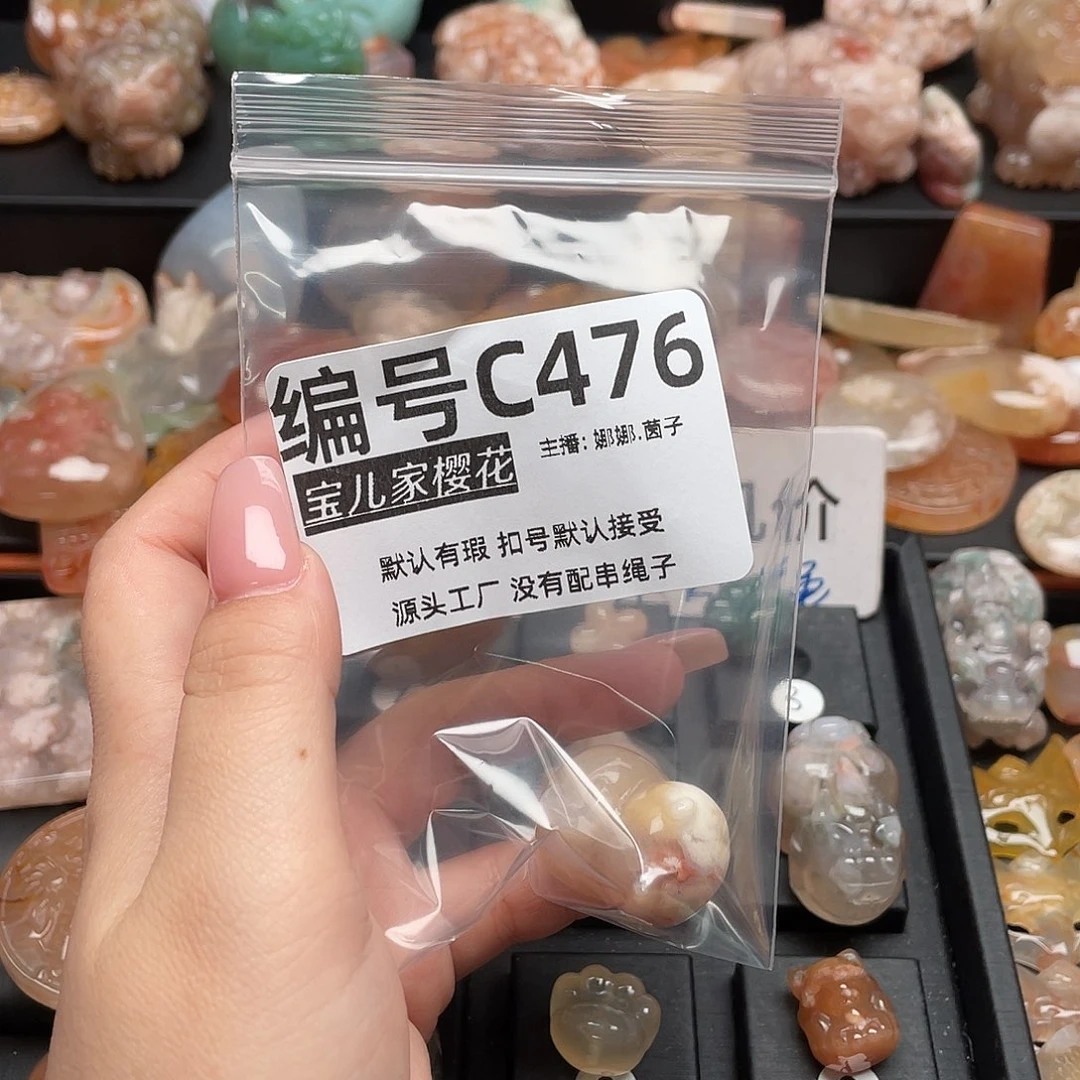 编号C476
宝儿家樱花
主播: 娜娜.茵子
默认有瑕 扣号默认接受
源头工厂 没有配串绳子
价